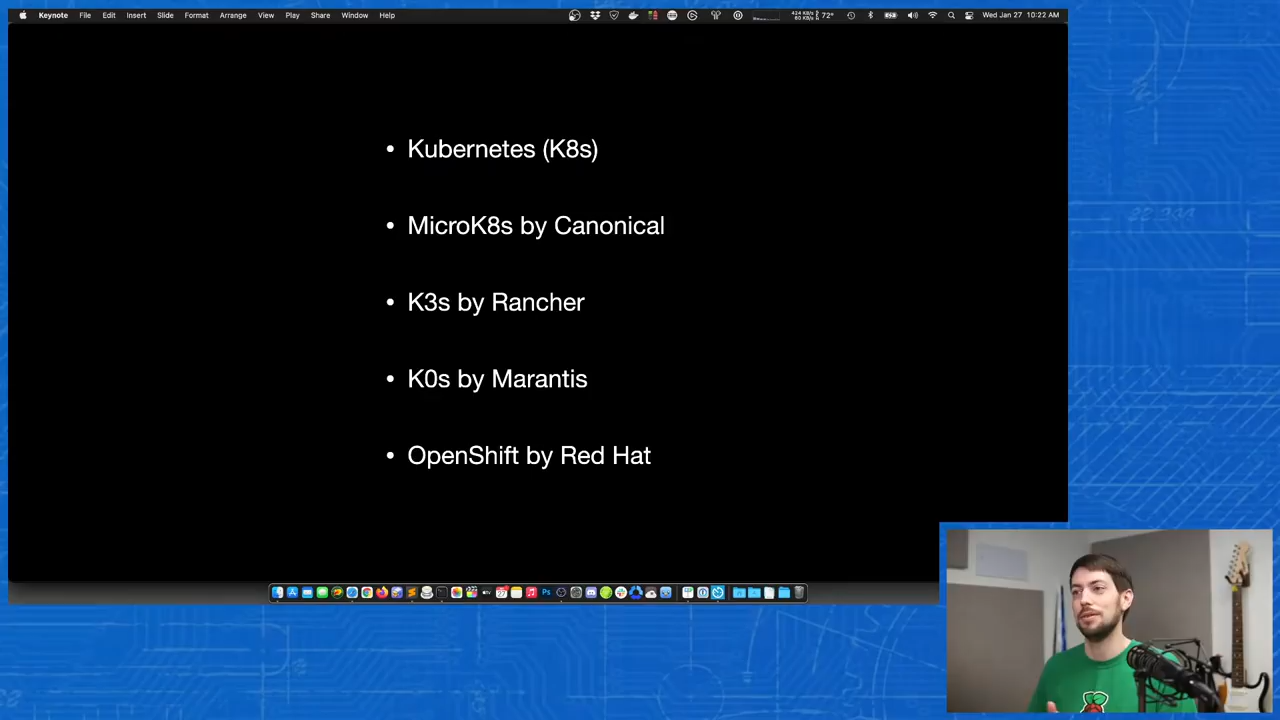 Keynote File Edit Insert Slide Format Arrange View Play Share Window Help
72° Wed Jan 27 10:22 AM
• Kubernetes (K8s)
• MicroK8s by Canonical
• K3s by Rancher
• K0s by Marantis
• OpenShift by Red Hat